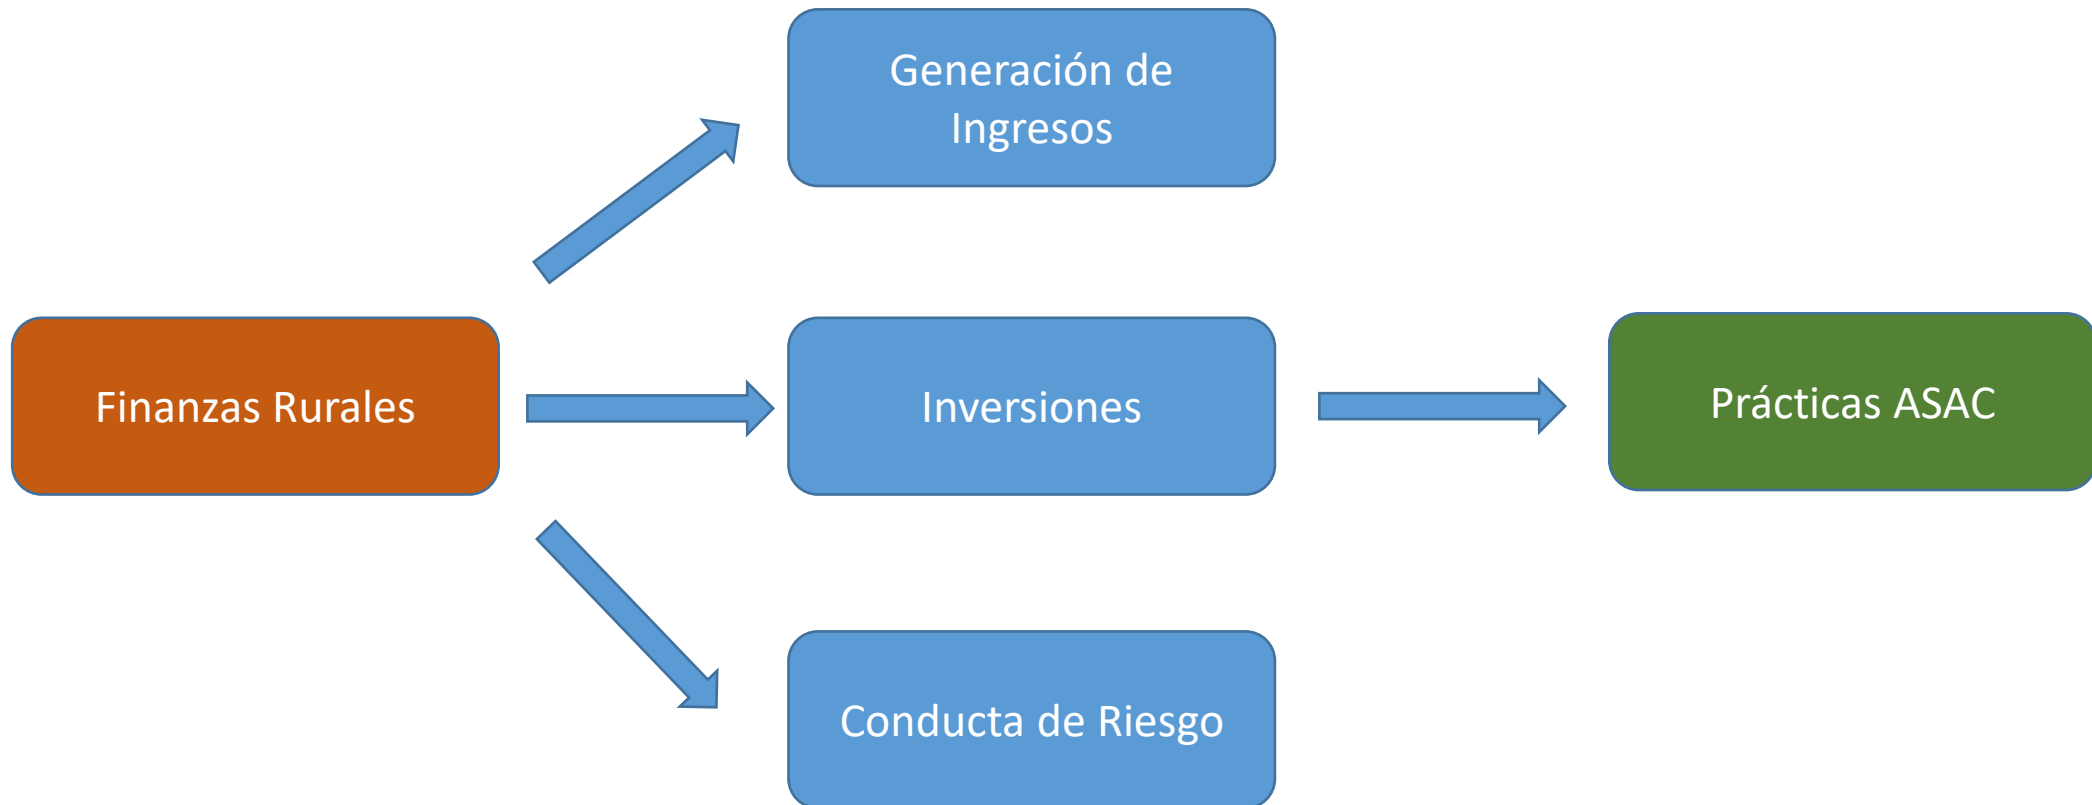 Generación de
Ingresos
Finanzas Rurales
Inversiones
Prácticas ASAC
Conducta de Riesgo